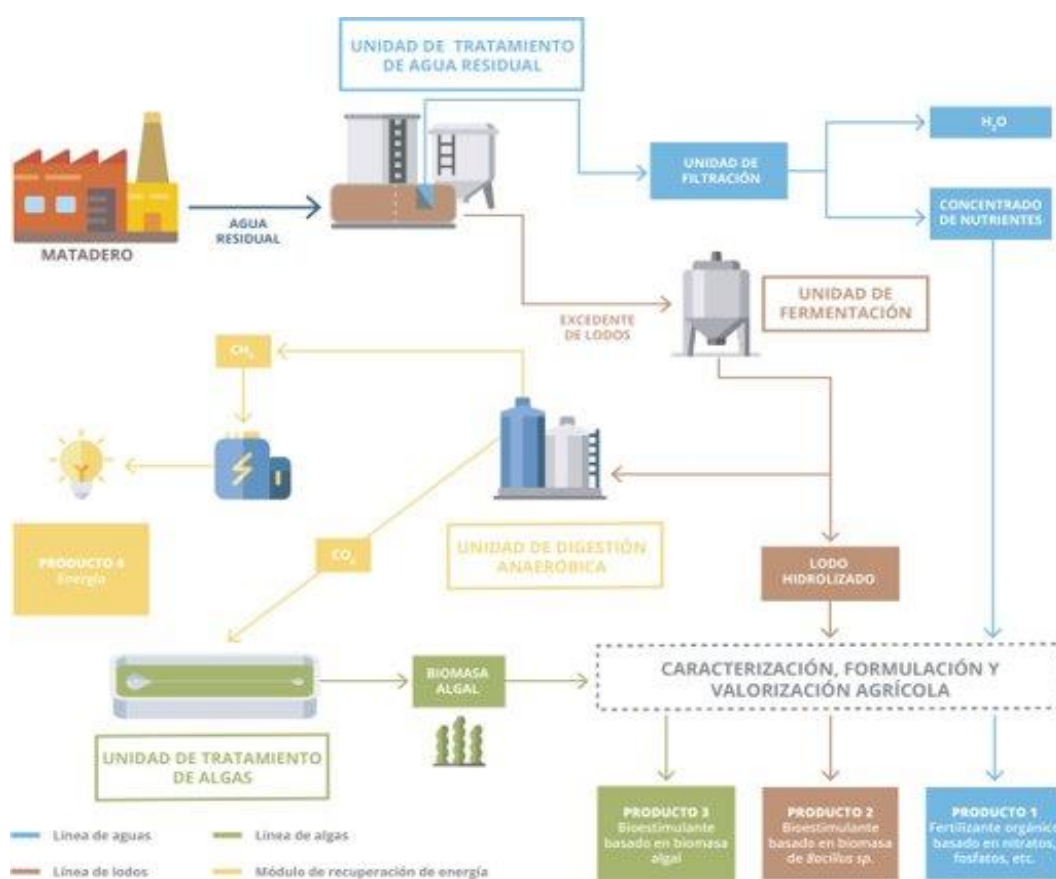 UNIDAD DE TRATAMIENTO
DE AGUA RESIDUAL
H₂O
UNIDAD DE
FILTRACIÓN
CONCENTRADO
DE NUTRIENTES
AGUA
RESIDUAL
MATADERO
UNIDAD DE
FERMENTACIÓN
EXCEDENTE
DE LODOS
CH₄
UNIDAD DE DIGESTIÓN
ANAERÓBICA
CO₂
PRODUCTO 4
Energía
LODO
HIDROLIZADO
BIOMASA
ALGAL
CARACTERIZACIÓN, FORMULACIÓN Y
VALORIZACIÓN AGRÍCOLA
UNIDAD DE TRATAMIENTO
DE ALGAS
PRODUCTO 3
Bioestimulante
basado en biomasa
algal
PRODUCTO 2
Bioestimulante
basado en biomasa
de Bacillus sp.
PRODUCTO 1
Fertilizante orgánico
basado en nitratos,
fosfatos, etc.
Línea de aguas
Línea de algas
Línea de lodos
Módulo de recuperación de energía